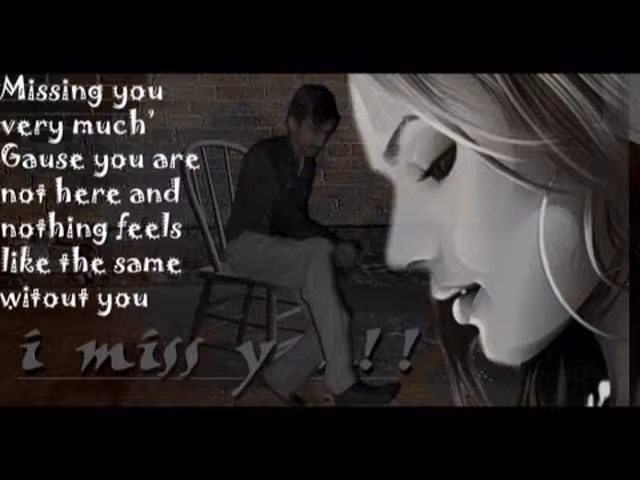 Missing you
very much'
Gause you are
not here and
nothing feels
like the same
witout you
i miss y !!